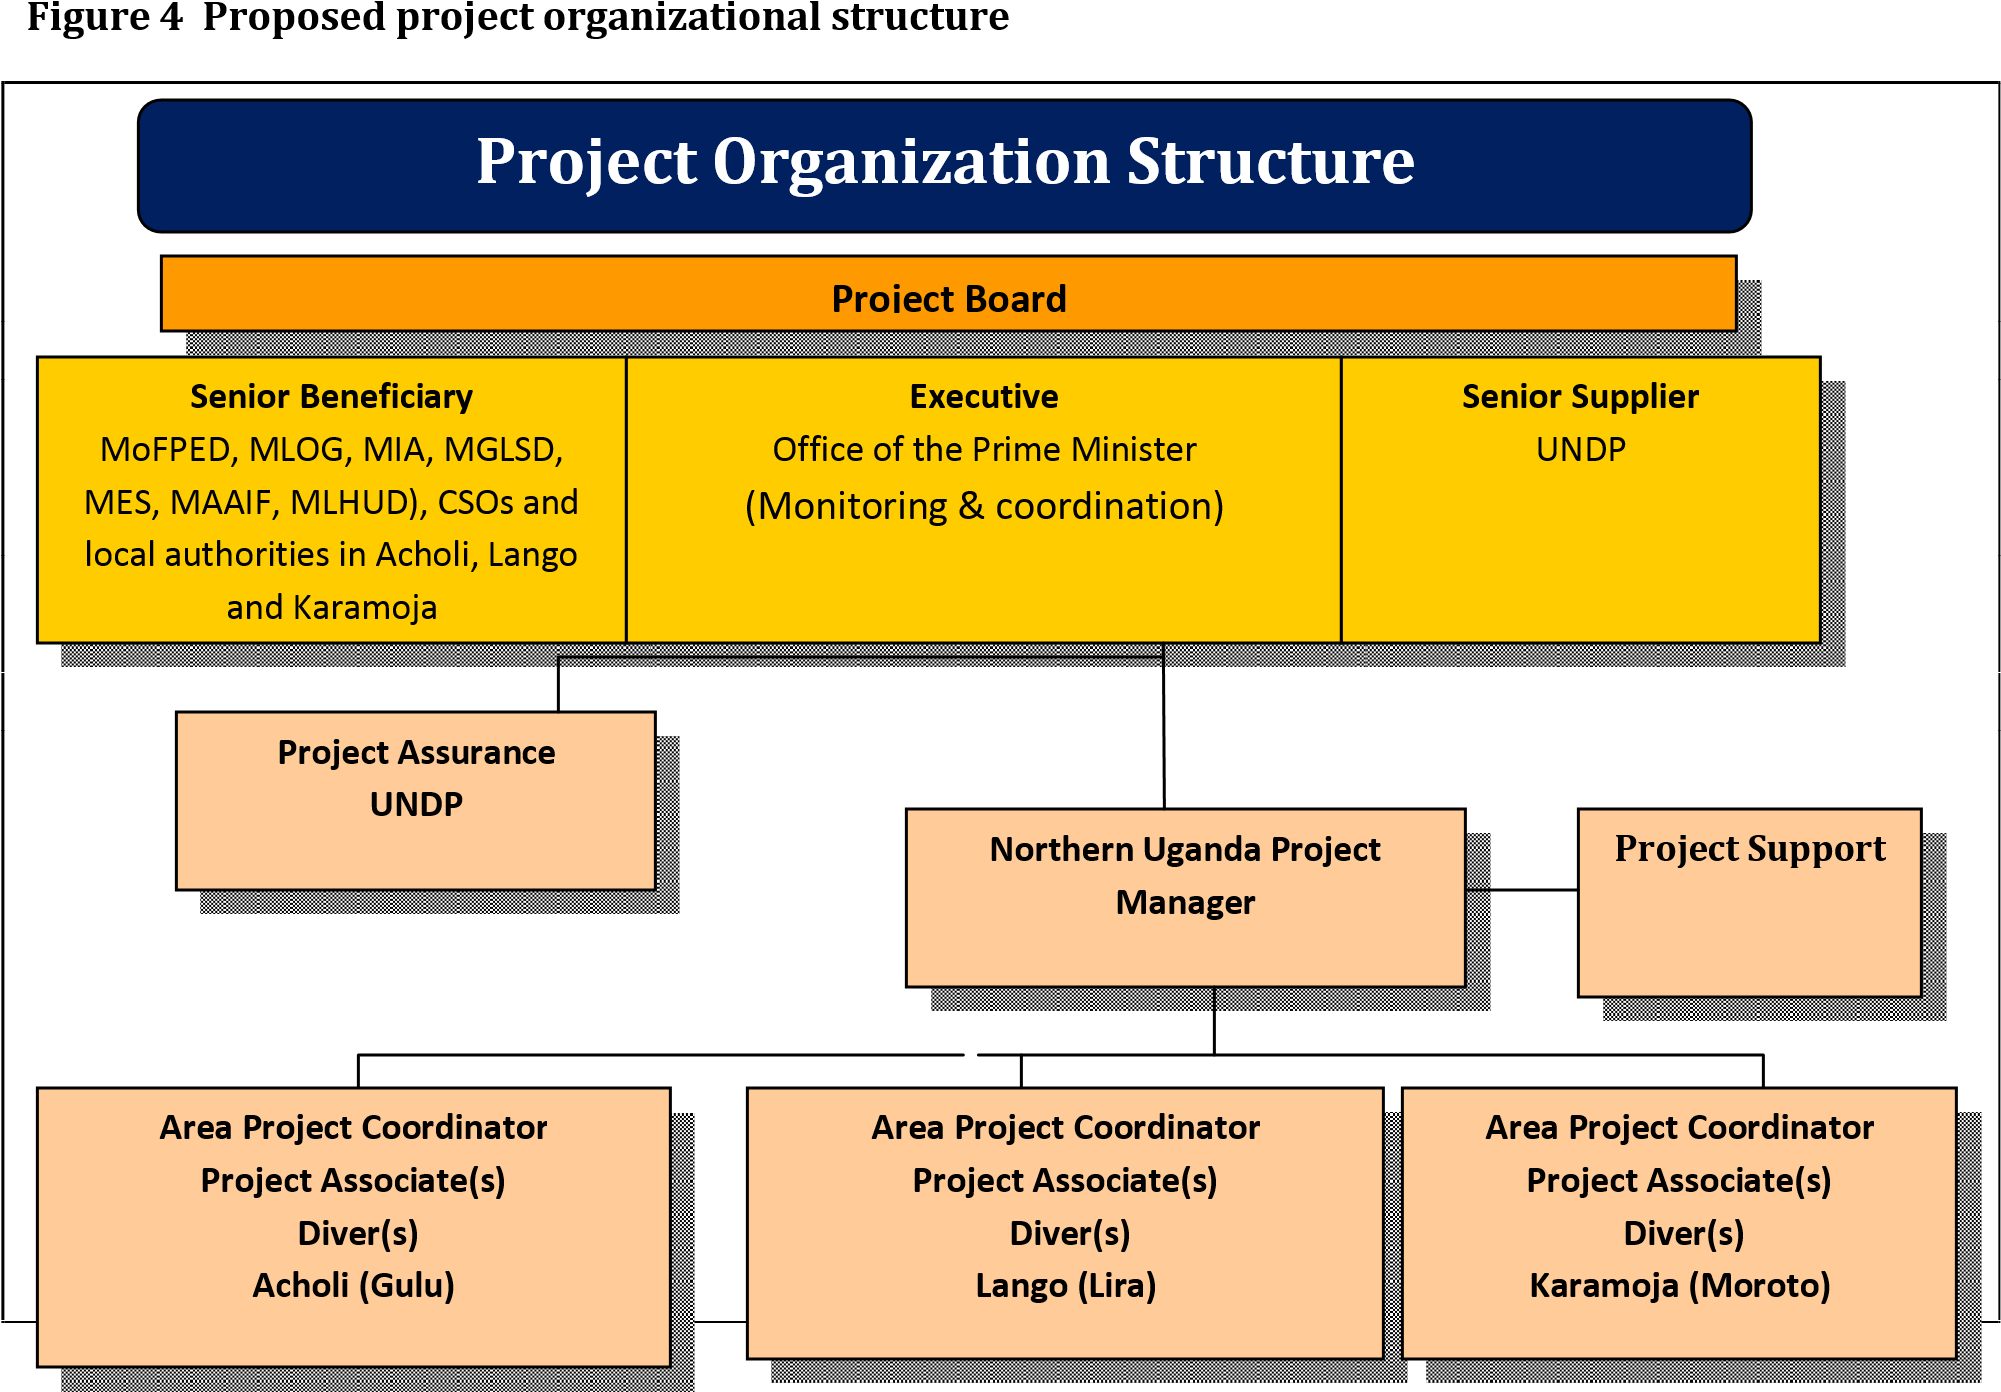 Figure 4  Proposed project organizational structure
Project Organization Structure
Project Board
Senior Beneficiary
MoFPED, MLOG, MIA, MGLSD,
MES, MAAIF, MLHUD), CSOs and
local authorities in Acholi, Lango
and Karamoja
Executive
Office of the Prime Minister
(Monitoring & coordination)
Senior Supplier
UNDP
Project Assurance
UNDP
Northern Uganda Project
Manager
Project Support
Area Project Coordinator
Project Associate(s)
Diver(s)
Acholi (Gulu)
Area Project Coordinator
Project Associate(s)
Diver(s)
Lango (Lira)
Area Project Coordinator
Project Associate(s)
Diver(s)
Karamoja (Moroto)